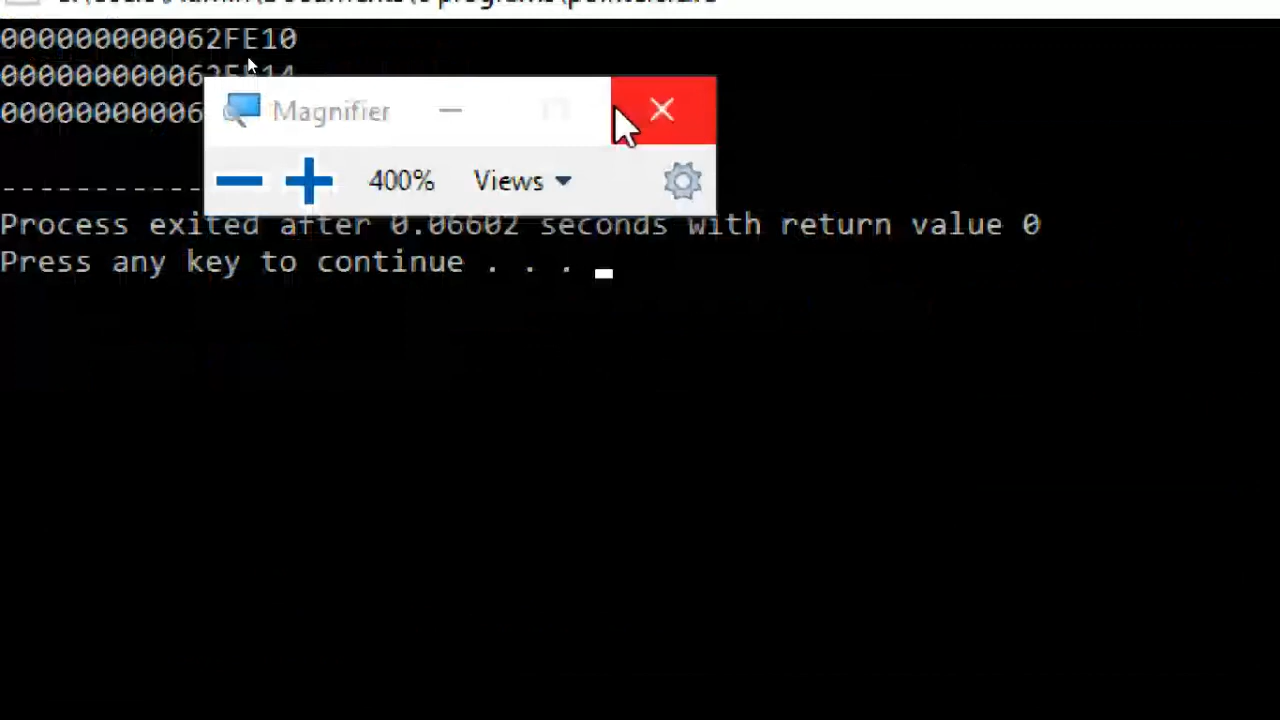 000000000062FE10
Magnifier
400% Views
Process exited after 0.06602 seconds with return value 0
Press any key to continue . . .